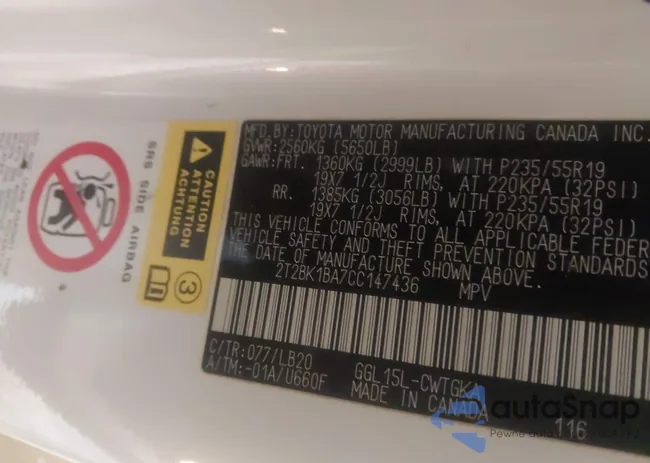 SRS SIDE AIRBAG
CAUTION
ATTENTION
3
MFD. BY: TOYOTA MOTOR MANUFACTURING CANADA INC.
GVWR: 2560KG (5650LB)
GAWR: FRT. 1360KG (2999LB) WITH P235/55R19
19X7 1/2J RIMS, AT 220KPA (32PSI)
RR. 1385KG (3056LB) WITH P235/55R19
19X7 1/2J RIMS, AT 220KPA (32PSI)
THIS VEHICLE CONFORMS TO ALL APPLICABLE FEDER
VEHICLE SAFETY AND THEFT PREVENTION STANDARDS
THE DATE OF MANUFACTURE SHOWN ABOVE.
2T2BK1BA7CC147436 MPV
C/TR: 077/LB20 GGL15L-CWTGKA
A/TM: -01A/U660F MADE IN CANADA
116
autaSnap